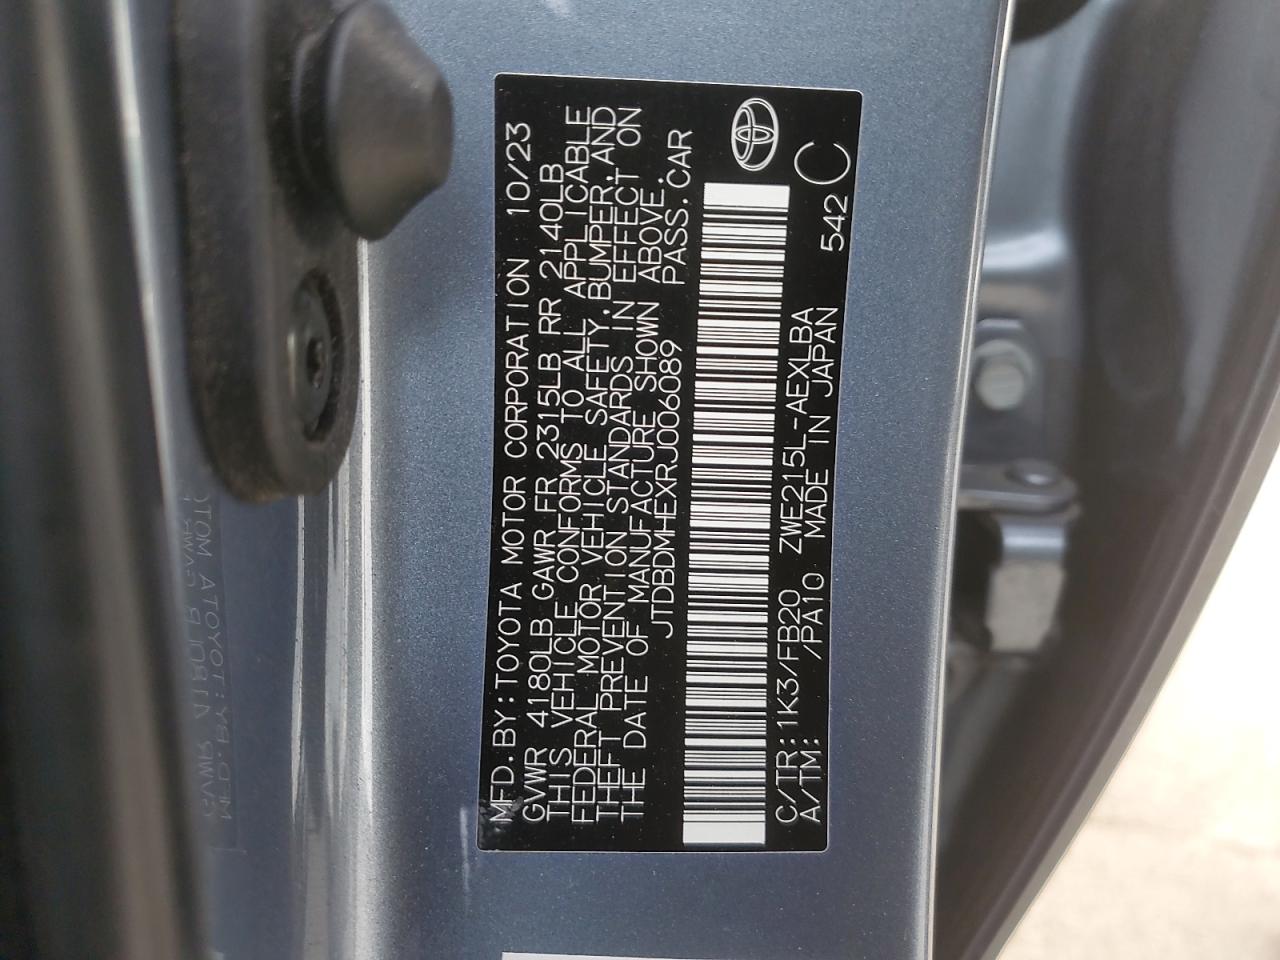 MFD.BY:TOYOTA MOTOR CORPORATION 10/23
GVWR 4180LB GAWR FR 2315LB RR 2140LB
THIS VEHICLE CONFORMS TO ALL APPLICABLE
FEDERAL MOTOR VEHICLE SAFETY,BUMPER,AND
THEFT PREVENTION STANDARDS IN EFFECT ON
THE DATE OF MANUFACTURE SHOWN ABOVE.
JTDBDMHEXRJ006089 PASS.CAR
C/TR:1K3/FB20 ZWE215L-AEXLBA 542 C
A/TM: /PA10 MADE IN JAPAN